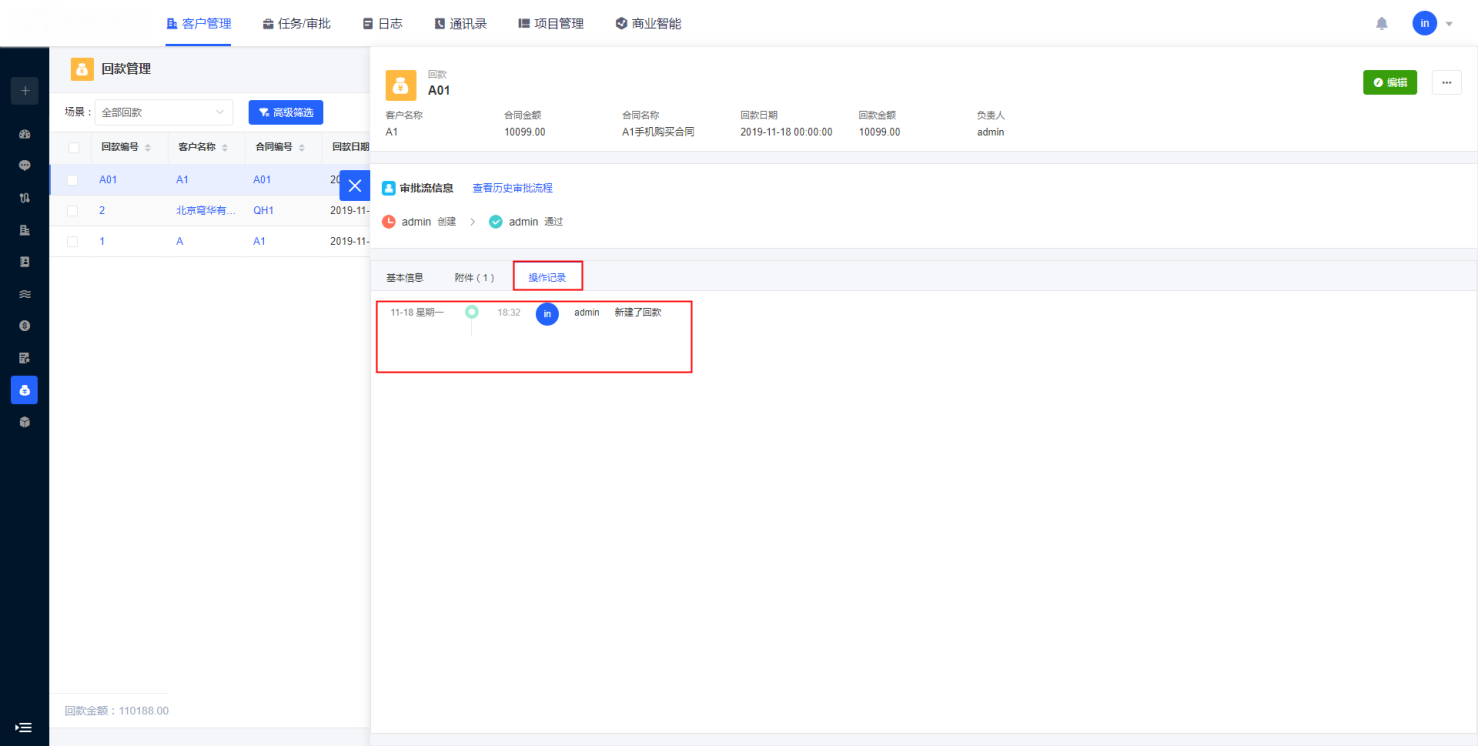 客户管理 任务/审批 日志 通讯录 项目管理 商业智能 in
回款管理
场景： 全部回款 高级筛选
回款编号 客户名称 合同编号 回款日期
A01 A1 A01 20
2 北京穹华有... QH1 2019-11-
1 A A1 2019-11-
回款金额：110188.00
回款
A01
编辑 ...
客户名称 合同金额 合同名称 回款日期 回款金额 负责人
A1 10099.00 A1手机购买合同 2019-11-18 00:00:00 10099.00 admin
审批流信息 查看历史审批流程
admin 创建 > admin 通过
基本信息 附件（1） 操作记录
11-18 星期一 18:32 in admin 新建了回款